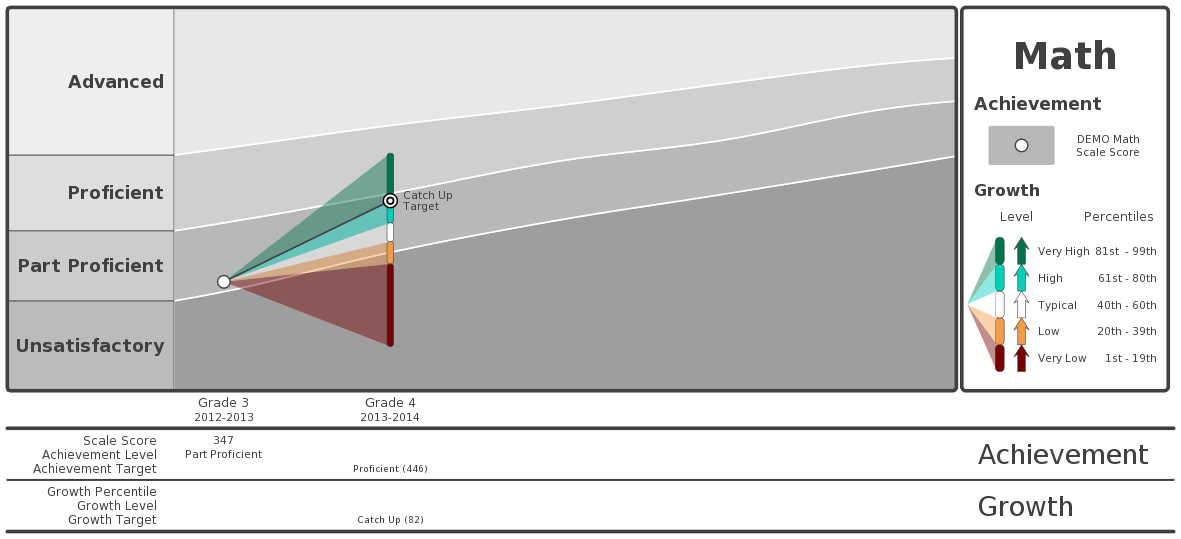 Advanced
Proficient
Part Proficient
Unsatisfactory
Catch Up
Target
Math
Achievement
DEMO Math
Scale Score
Growth
Level Percentiles
Very High 81st - 99th
High 61st - 80th
Typical 40th - 60th
Low 20th - 39th
Very Low 1st - 19th
Grade 3 Grade 4
2012-2013 2013-2014
Scale Score 347
Achievement Level Part Proficient
Achievement Target Proficient (446)
Achievement
Growth Percentile
Growth Level
Growth Target Catch Up (82)
Growth